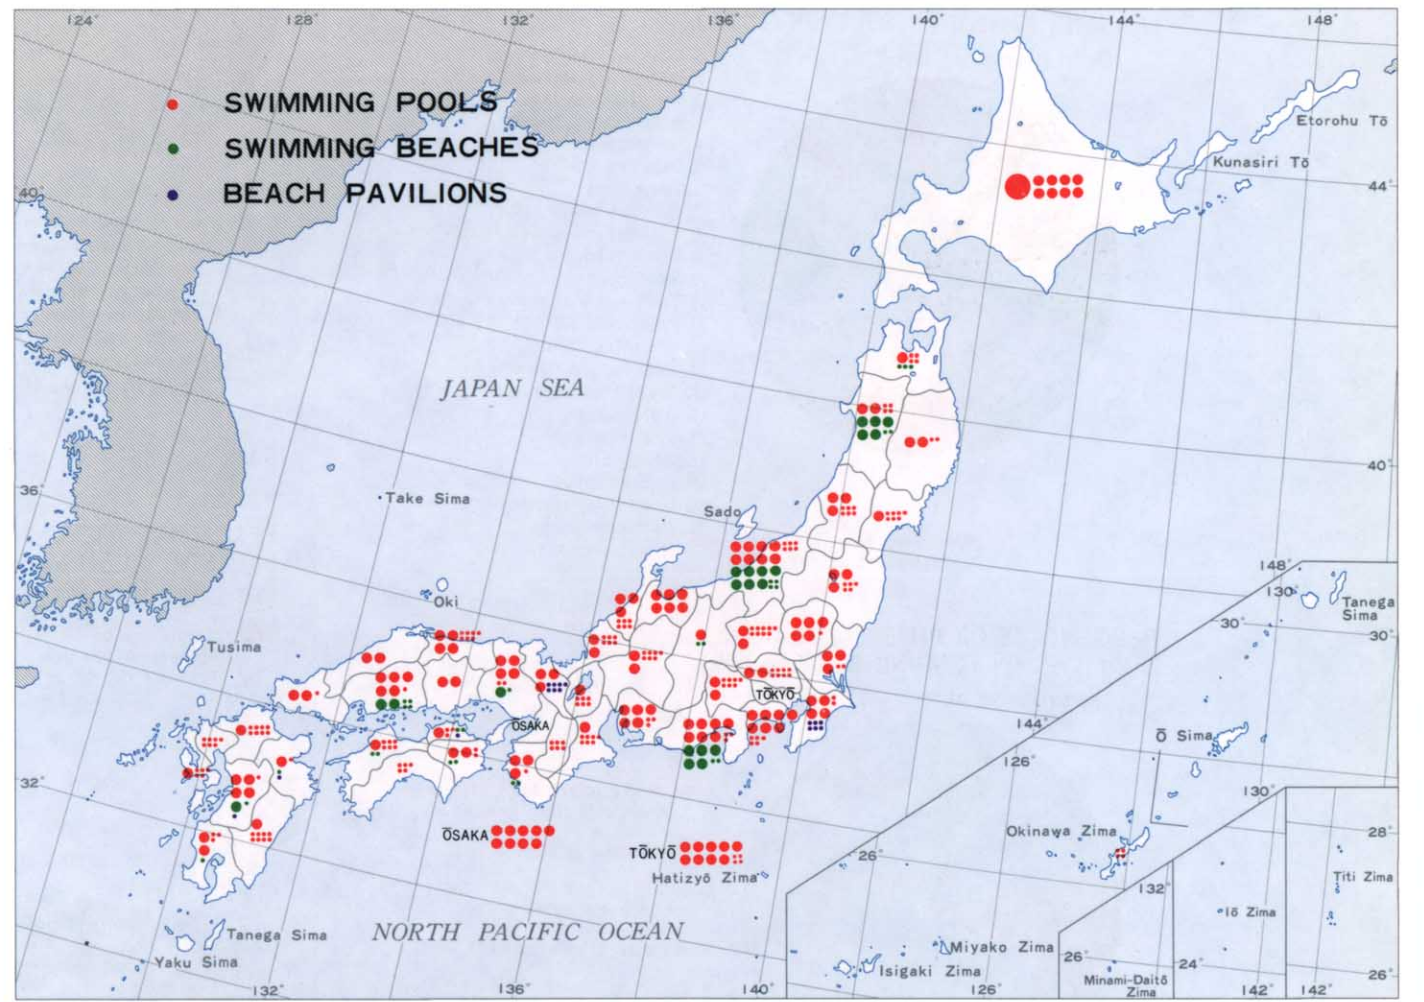 124°
128°
132°
136°
140°
144°
148°
SWIMMING POOLS
SWIMMING BEACHES
BEACH PAVILIONS
Etorohu Tō
Kunasiri Tō
44°
40°
JAPAN SEA
40°
36°
Take Sima
Sado
Oki
148°
130°
Tanega
Sima
30°
30°
Tusima
TŌKYŌ
ŌSAKA
144°
Ō Sima
126°
32°
130°
ŌSAKA
TŌKYŌ
Hatizyō Zima
Okinawa Zima
28°
26°
132°
Titi Zima
Iō Zima
Tanega Sima
NORTH PACIFIC OCEAN
Yaku Sima
Miyako Zima
Isigaki Zima
26°
24°
26°
Minami-Daitō
Zima
132°
136°
140°
126°
142°
142°